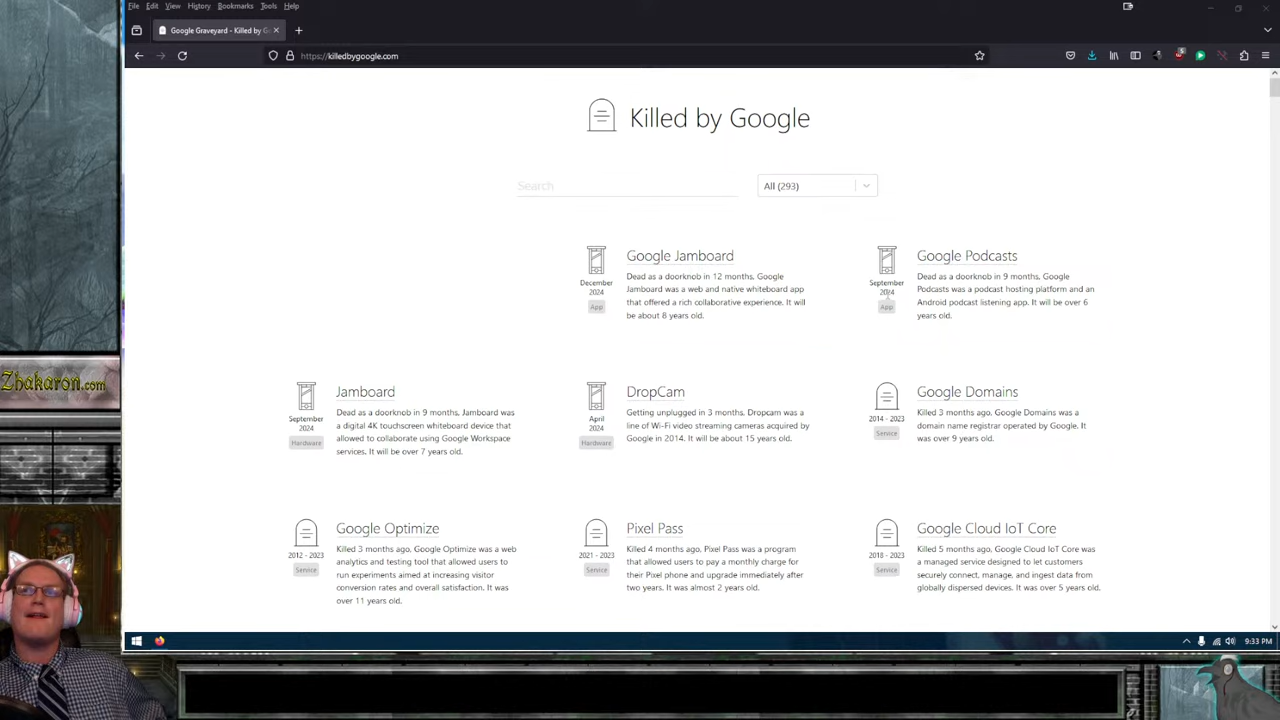 File Edit View History Bookmarks Tools Help
Google Graveyard - Killed by G
https://killedbygoogle.com
Killed by Google
Search
All (293)
December
2024
App
Google Jamboard
Dead as a doorknob in 12 months, Google
Jamboard was a web and native whiteboard app
that offered a rich collaborative experience. It will
be about 8 years old.
September
2024
App
Google Podcasts
Dead as a doorknob in 9 months, Google
Podcasts was a podcast hosting platform and an
Android podcast listening app. It will be over 6
years old.
September
2024
Hardware
Jamboard
Dead as a doorknob in 9 months, Jamboard was
a digital 4K touchscreen whiteboard device that
allowed to collaborate using Google Workspace
services. It will be over 7 years old.
April
2024
Hardware
DropCam
Getting unplugged in 3 months, Dropcam was a
line of Wi-Fi video streaming cameras acquired by
Google in 2014. It will be about 15 years old.
2014 - 2023
Service
Google Domains
Killed 3 months ago, Google Domains was a
domain name registrar operated by Google. It
was over 9 years old.
2012 - 2023
Service
Google Optimize
Killed 3 months ago, Google Optimize was a web
analytics and testing tool that allowed users to
run experiments aimed at increasing visitor
conversion rates and overall satisfaction. It was
over 11 years old.
2021 - 2023
Service
Pixel Pass
Killed 4 months ago, Pixel Pass was a program
that allowed users to pay a monthly charge for
their Pixel phone and upgrade immediately after
two years. It was almost 2 years old.
2018 - 2023
Service
Google Cloud IoT Core
Killed 5 months ago, Google Cloud IoT Core was
a managed service designed to let customers
securely connect, manage, and ingest data from
globally dispersed devices. It was over 5 years old.
Zhakaron.com
9:33 PM